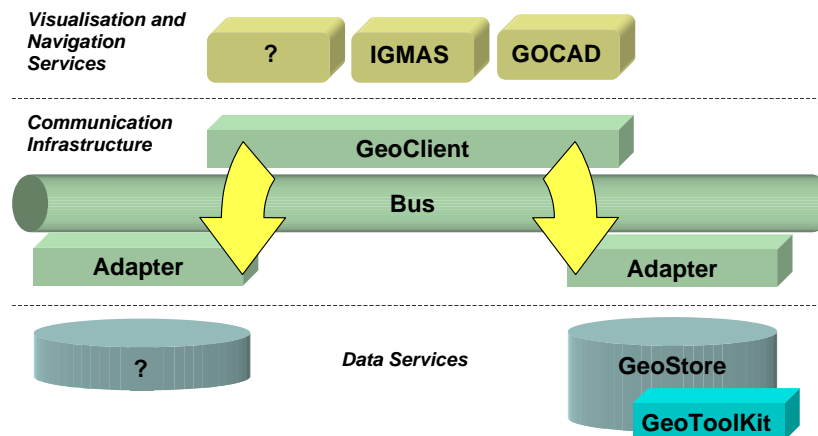 Visualisation and
Navigation
Services
?
IGMAS
GOCAD
Communication
Infrastructure
GeoClient
Bus
Adapter
Adapter
?
Data Services
GeoStore
GeoToolKit